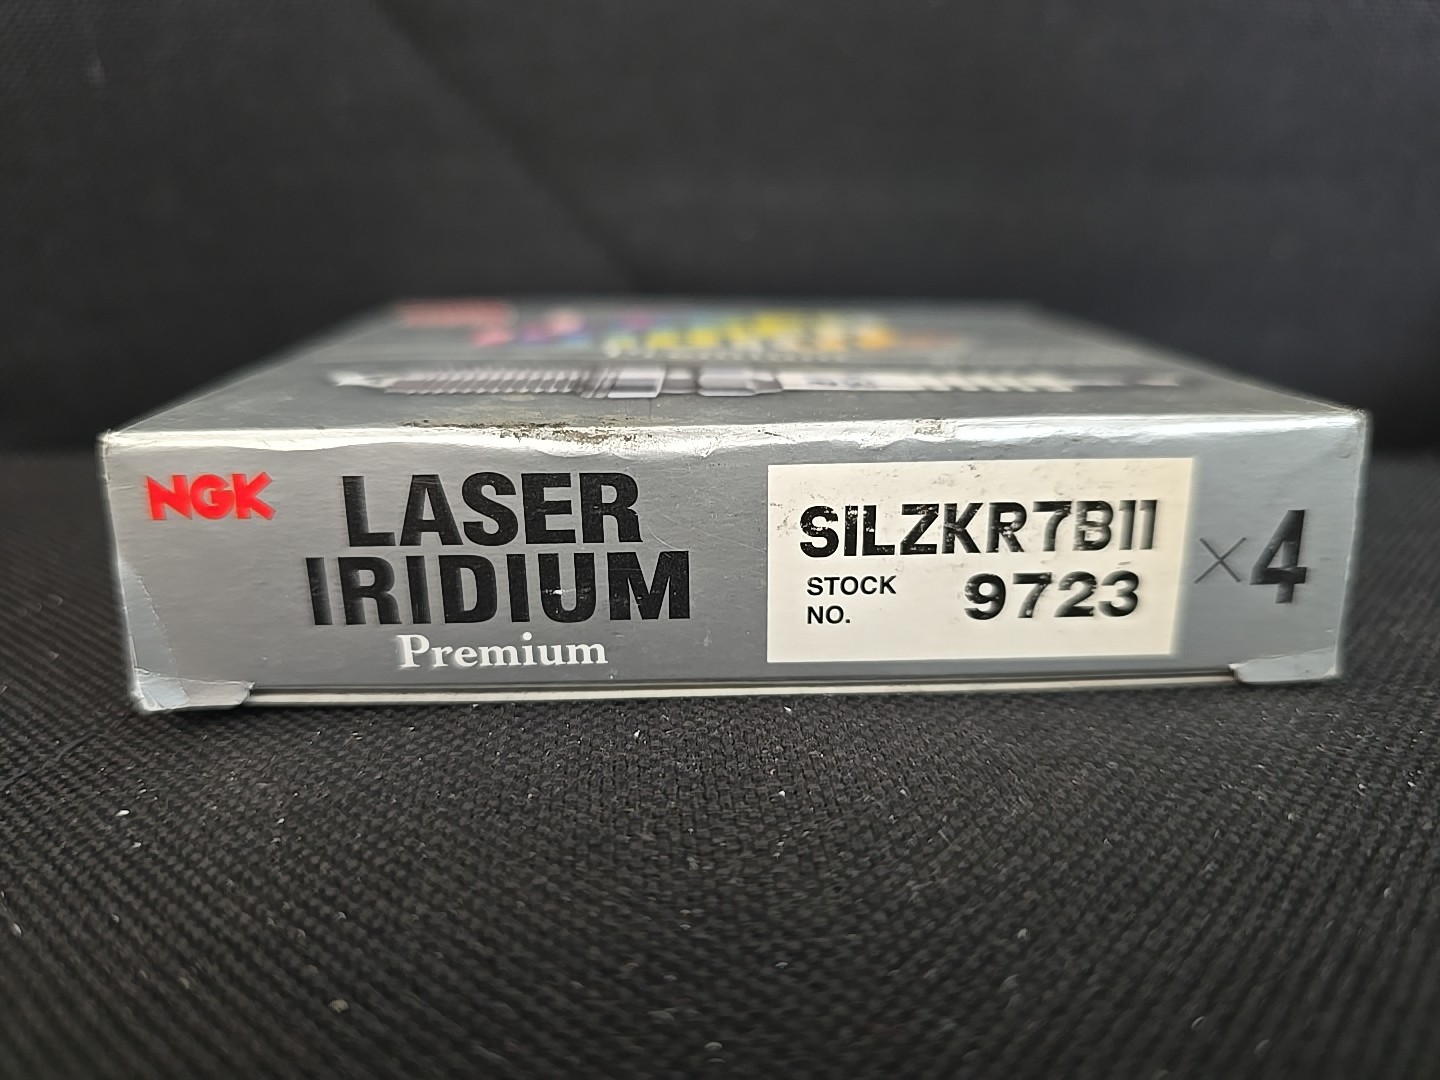 NGK
LASER
IRIDIUM
Premium
SILZKR7B11
STOCK
NO.
9723
×4